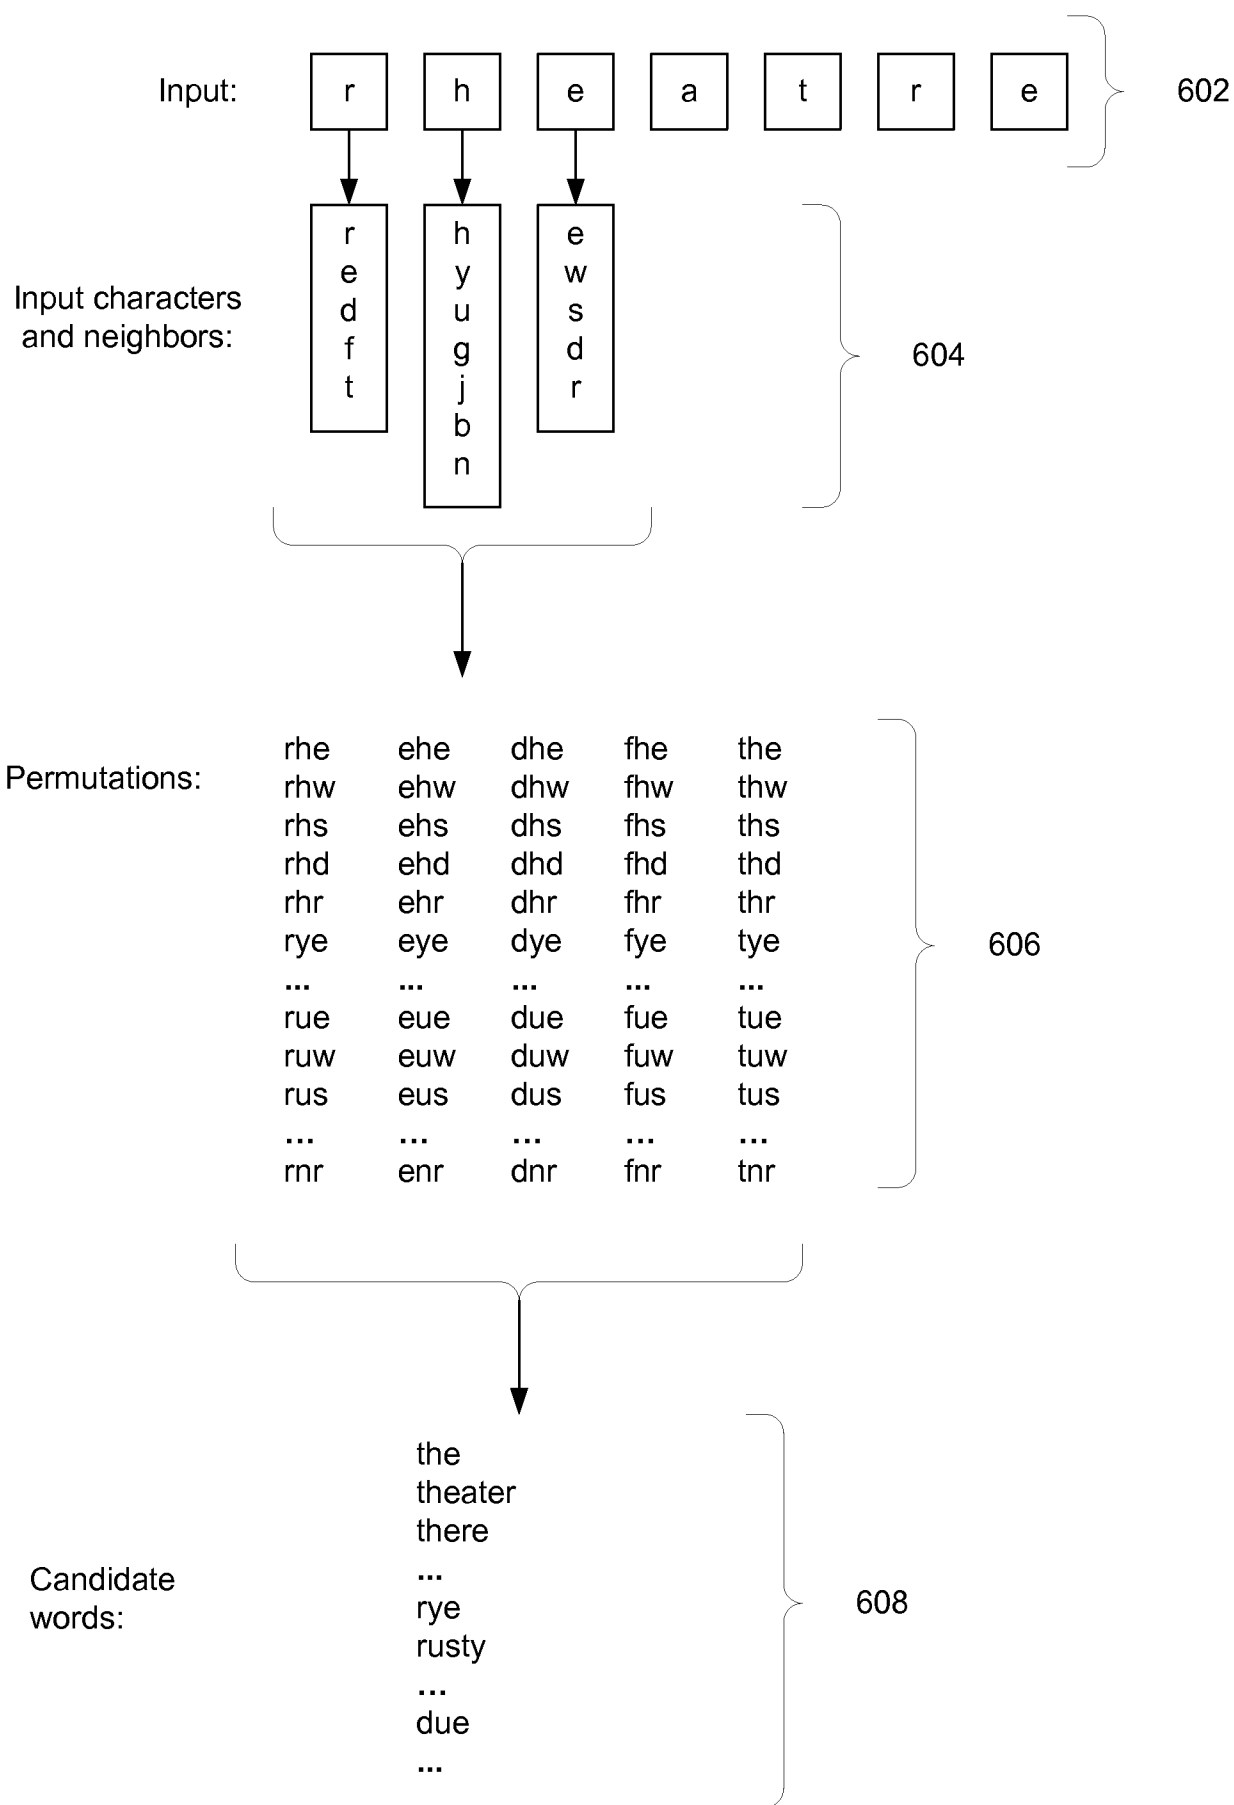 Input: r h e a t r e 602
r h e
e y w
Input characters d u s
and neighbors: f g d 604
t j r
b
n
rhe ehe dhe fhe the
Permutations: rhw ehw dhw fhw thw
rhs ehs dhs fhs ths
rhd ehd dhd fhd thd
rhr ehr dhr fhr thr
rye eye dye fye tye 606
... ... ... ... ...
rue eue due fue tue
ruw euw duw fuw tuw
rus eus dus fus tus
... ... ... ... ...
rnr enr dnr fnr tnr
the
theater
there
...
Candidate
words:
rye
rusty
...
due
...
608